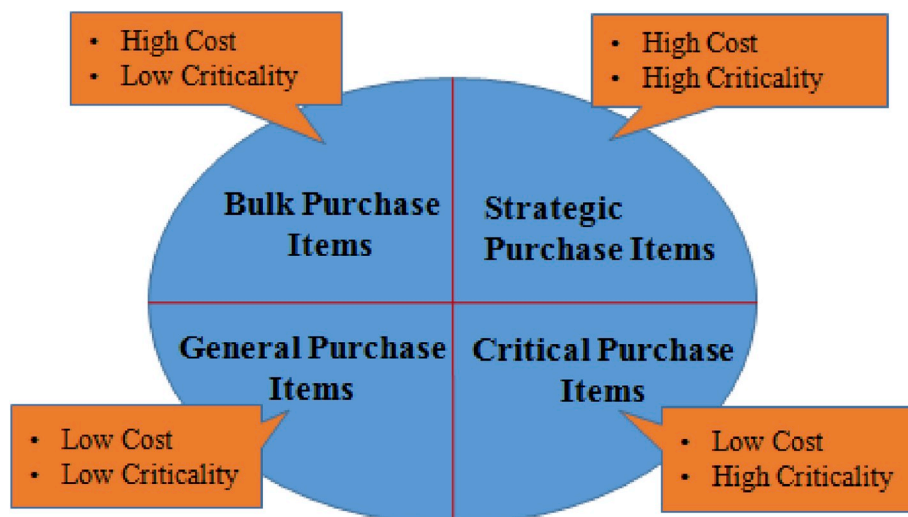 • High Cost
• Low Criticality
• High Cost
• High Criticality
Bulk Purchase
Items
Strategic
Purchase Items
General Purchase
Items
Critical Purchase
Items
• Low Cost
• Low Criticality
• Low Cost
• High Criticality